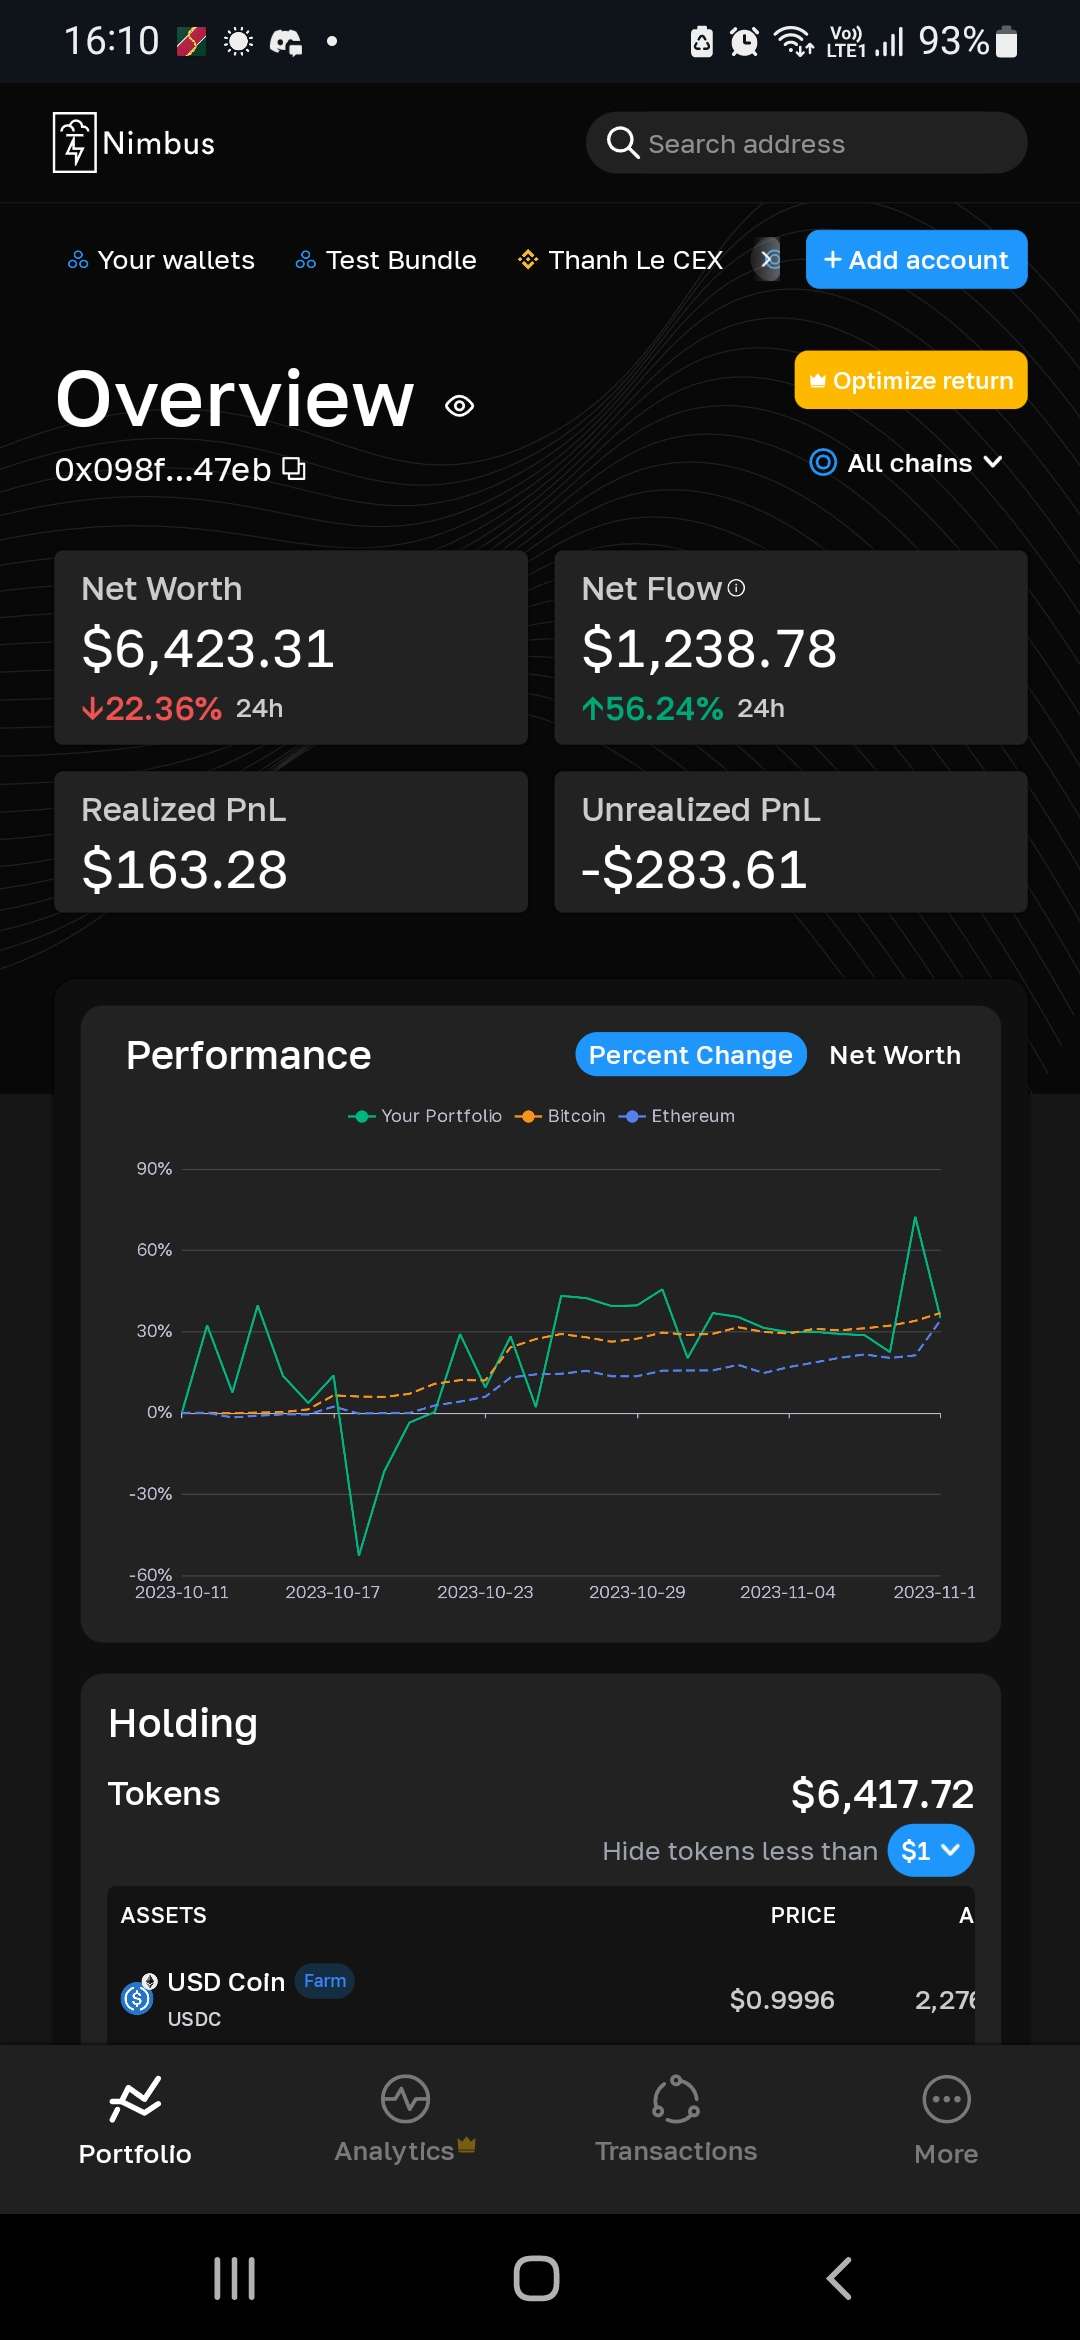 16:10
Vo)) LTE1 93%
Nimbus
Search address
Your wallets Test Bundle Thanh Le CEX + Add account
Overview
Optimize return
0x098f...47eb
All chains
Net Worth
$6,423.31
↓22.36% 24h
Net Flow
$1,238.78
↑56.24% 24h
Realized PnL
$163.28
Unrealized PnL
-$283.61
Performance
Percent Change Net Worth
Your Portfolio Bitcoin Ethereum
90%
60%
30%
0%
-30%
-60%
2023-10-11 2023-10-17 2023-10-23 2023-10-29 2023-11-04 2023-11-1
Holding
Tokens $6,417.72
Hide tokens less than $1
ASSETS PRICE A
USD Coin Farm
USDC
$0.9996 2,276
Portfolio Analytics Transactions More